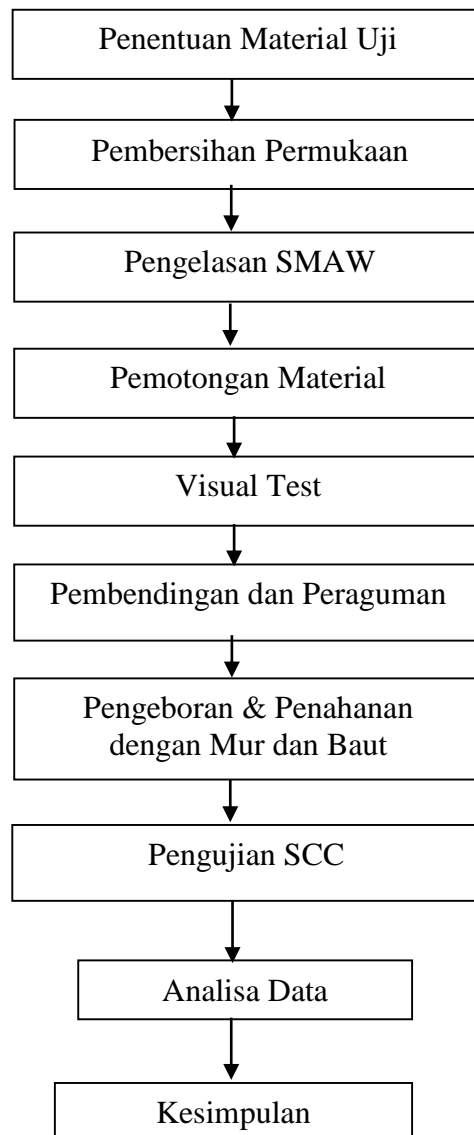 Penentuan Material Uji
Pembersihan Permukaan
Pengelasan SMAW
Pemotongan Material
Visual Test
Pembendingan dan Peraguman
Pengeboran & Penahanan
dengan Mur dan Baut
Pengujian SCC
Analisa Data
Kesimpulan